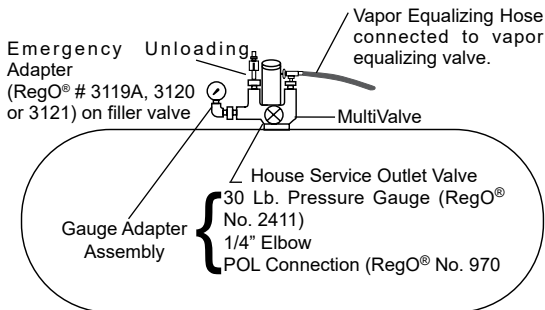 Vapor Equalizing Hose
connected to vapor
equalizing valve.
Emergency Unloading
Adapter
(RegO® # 3119A, 3120
or 3121) on filler valve
MultiValve
House Service Outlet Valve
30 Lb. Pressure Gauge (RegO®
No. 2411)
1/4” Elbow
POL Connection (RegO® No. 970
Gauge Adapter
Assembly